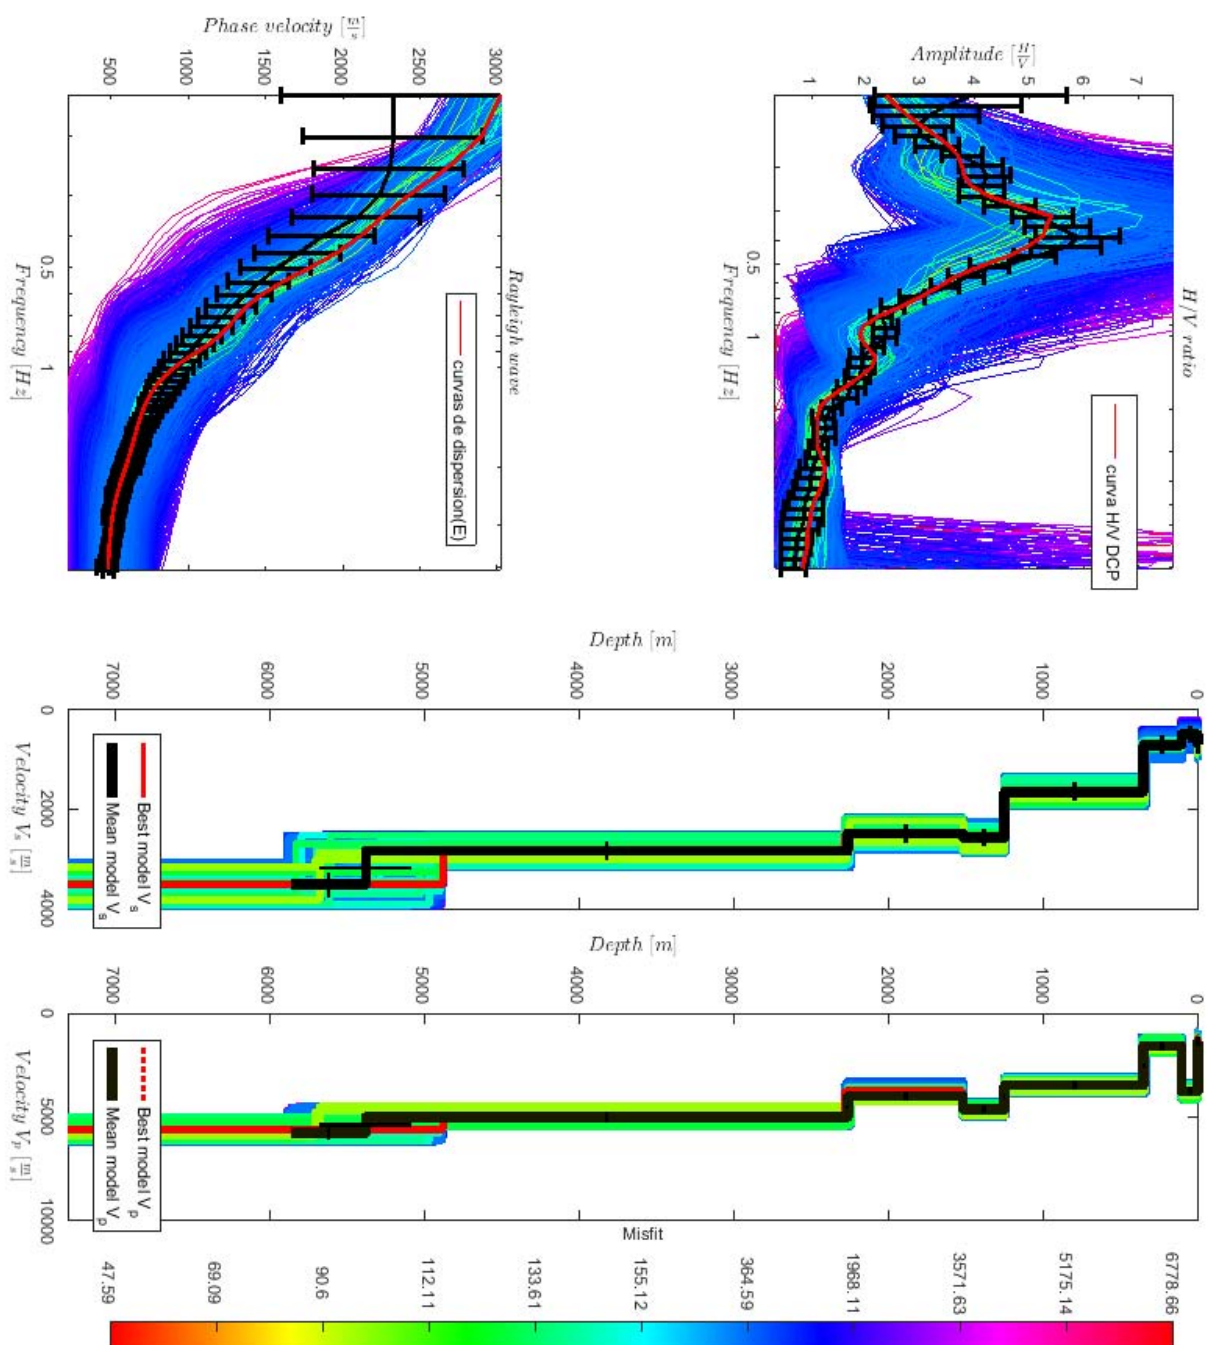 H/V ratio
Amplitude [H/V]
1
2
3
4
5
6
7
0.5
1
Frequency [Hz]
curva H/V DCP
Rayleigh wave
Phase velocity [m/s]
500
1000
1500
2000
2500
3000
0.5
1
Frequency [Hz]
curvas de dispersion(E)
Depth [m]
0
1000
2000
3000
4000
5000
6000
7000
0
2000
4000
Velocity Vs [m/s]
Best model Vs
Mean model Vs
Depth [m]
0
1000
2000
3000
4000
5000
6000
7000
0
5000
10000
Velocity Vp [m/s]
Best model Vp
Mean model Vp
Misfit
47.59
69.09
90.6
112.11
133.61
155.12
364.59
1968.11
3571.63
5175.14
6778.66